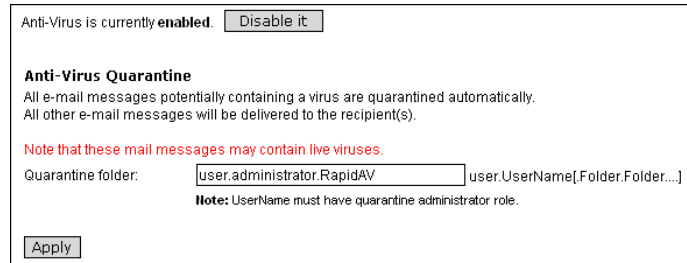 Anti-Virus is currently enabled. Disable it
Anti-Virus Quarantine
All e-mail messages potentially containing a virus are quarantined automatically.
All other e-mail messages will be delivered to the recipient(s).
Note that these mail messages may contain live viruses.
Quarantine folder: user.administrator.RapidAV user.UserName[.Folder.Folder....]
Note: UserName must have quarantine administrator role.
Apply